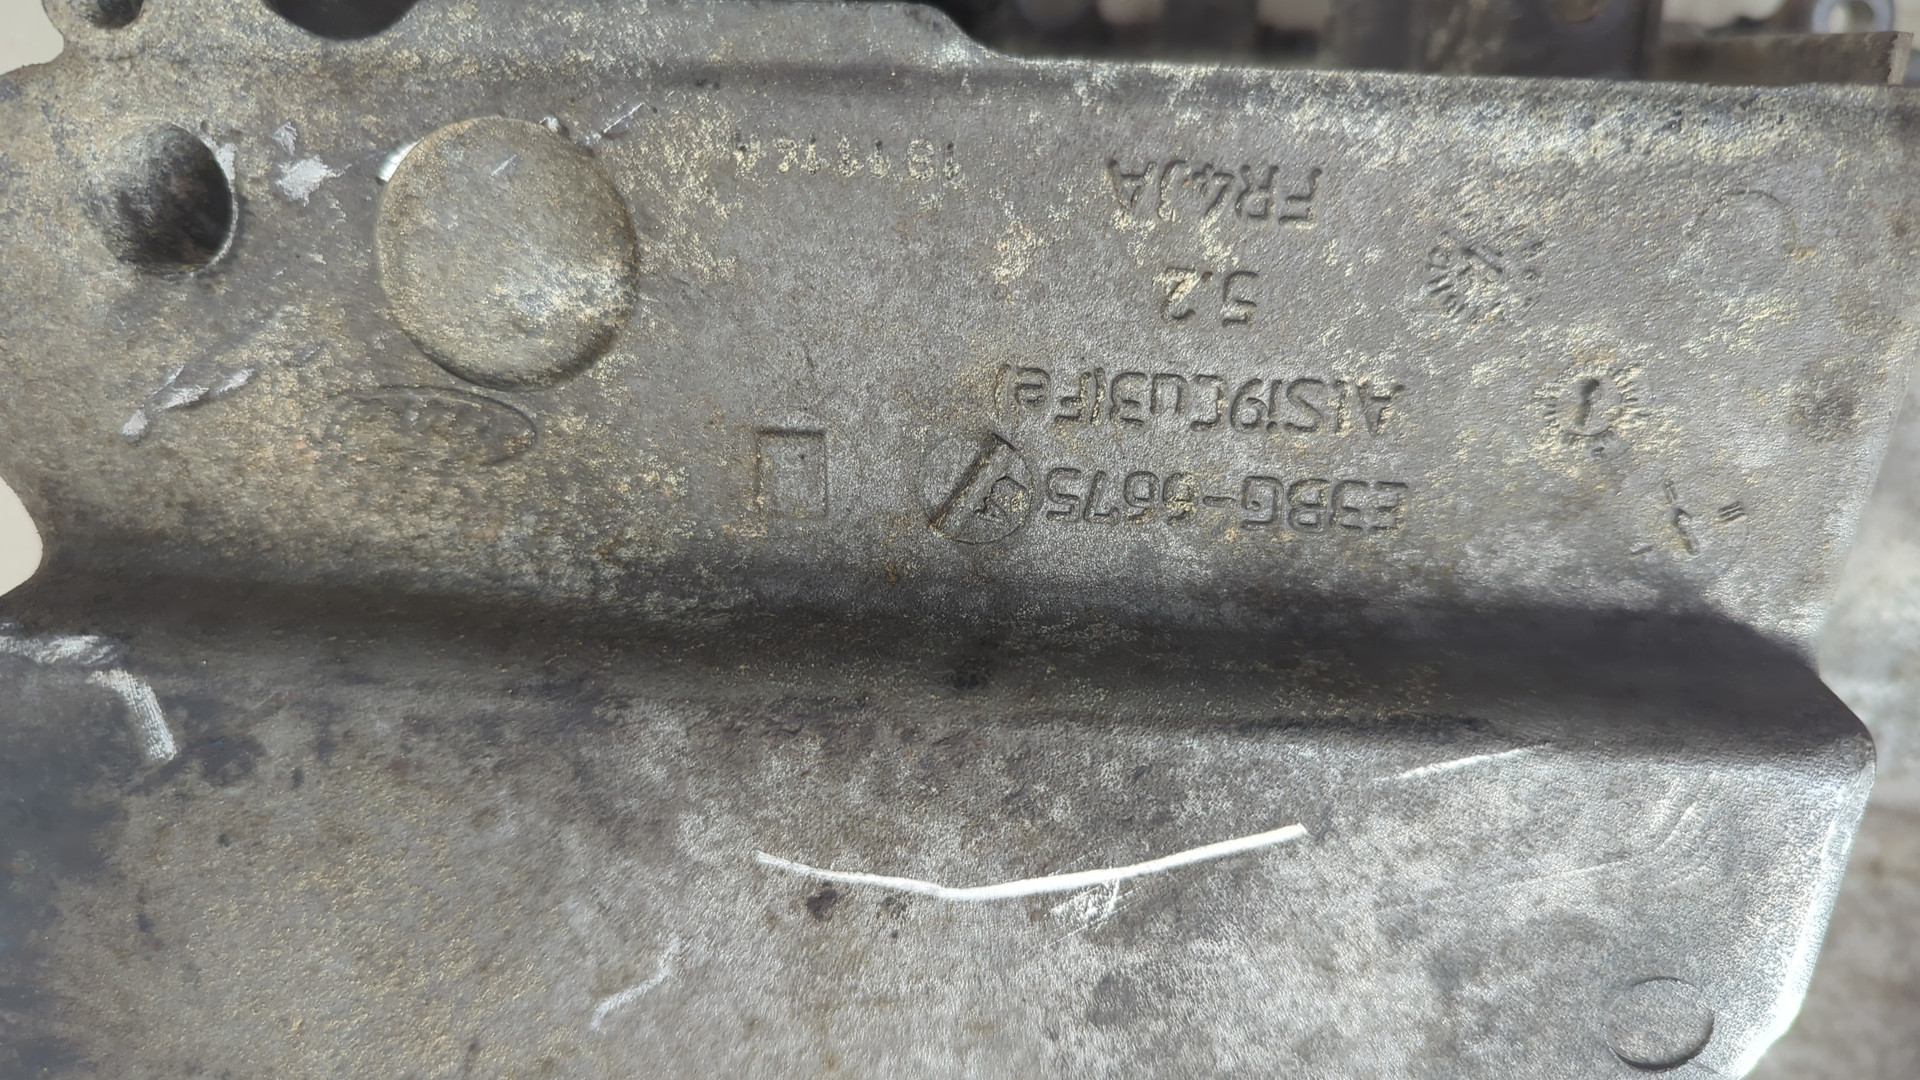 E3BG-6675
AlSi9Cu3(Fe)
5.2
FR4JA